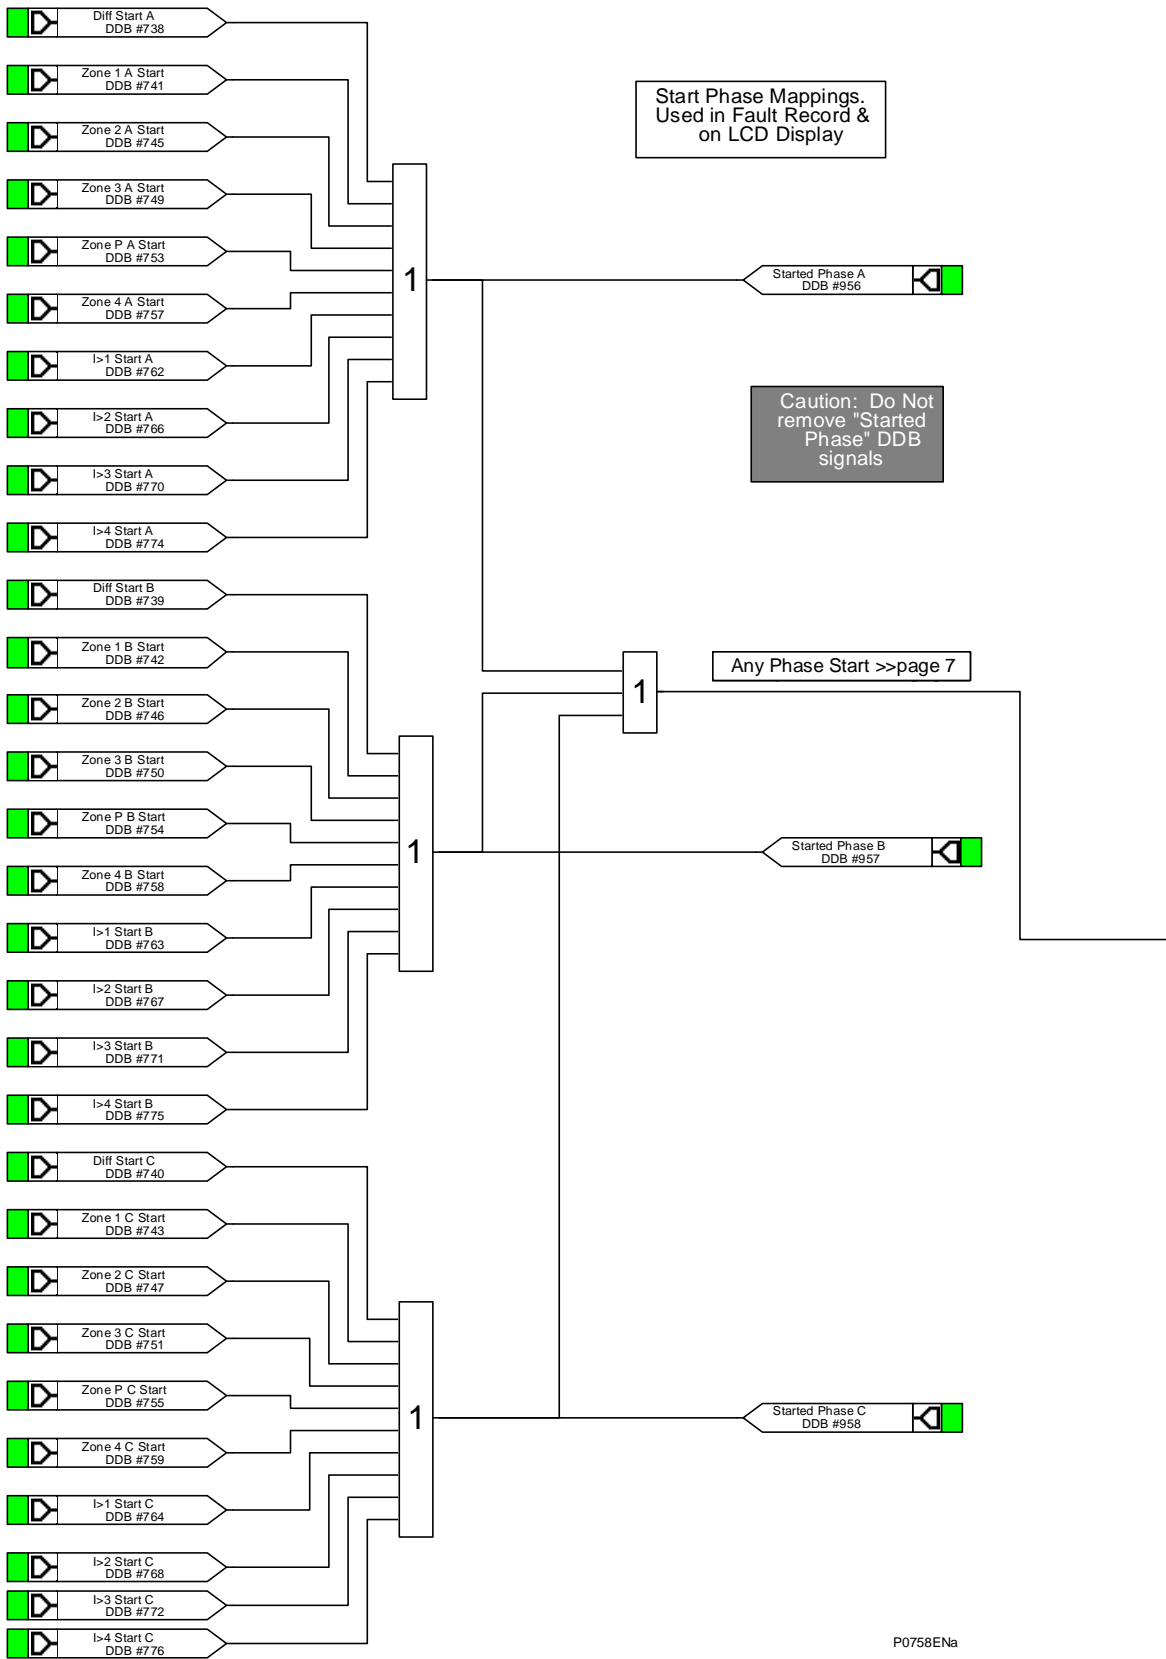 Diff Start A
DDB #738
Zone 1 A Start
DDB #741
Zone 2 A Start
DDB #745
Zone 3 A Start
DDB #749
Zone P A Start
DDB #753
Zone 4 A Start
DDB #757
I>1 Start A
DDB #762
I>2 Start A
DDB #766
I>3 Start A
DDB #770
I>4 Start A
DDB #774
1
Start Phase Mappings.
Used in Fault Record &
on LCD Display
Started Phase A
DDB #956
Caution: Do Not
remove "Started
Phase" DDB
signals
Diff Start B
DDB #739
Zone 1 B Start
DDB #742
Zone 2 B Start
DDB #746
Zone 3 B Start
DDB #750
Zone P B Start
DDB #754
Zone 4 B Start
DDB #758
I>1 Start B
DDB #763
I>2 Start B
DDB #767
I>3 Start B
DDB #771
I>4 Start B
DDB #775
1
1
Any Phase Start >>page 7
Started Phase B
DDB #957
Diff Start C
DDB #740
Zone 1 C Start
DDB #743
Zone 2 C Start
DDB #747
Zone 3 C Start
DDB #751
Zone P C Start
DDB #755
Zone 4 C Start
DDB #759
I>1 Start C
DDB #764
I>2 Start C
DDB #768
I>3 Start C
DDB #772
I>4 Start C
DDB #776
1
Started Phase C
DDB #958
P0758ENa